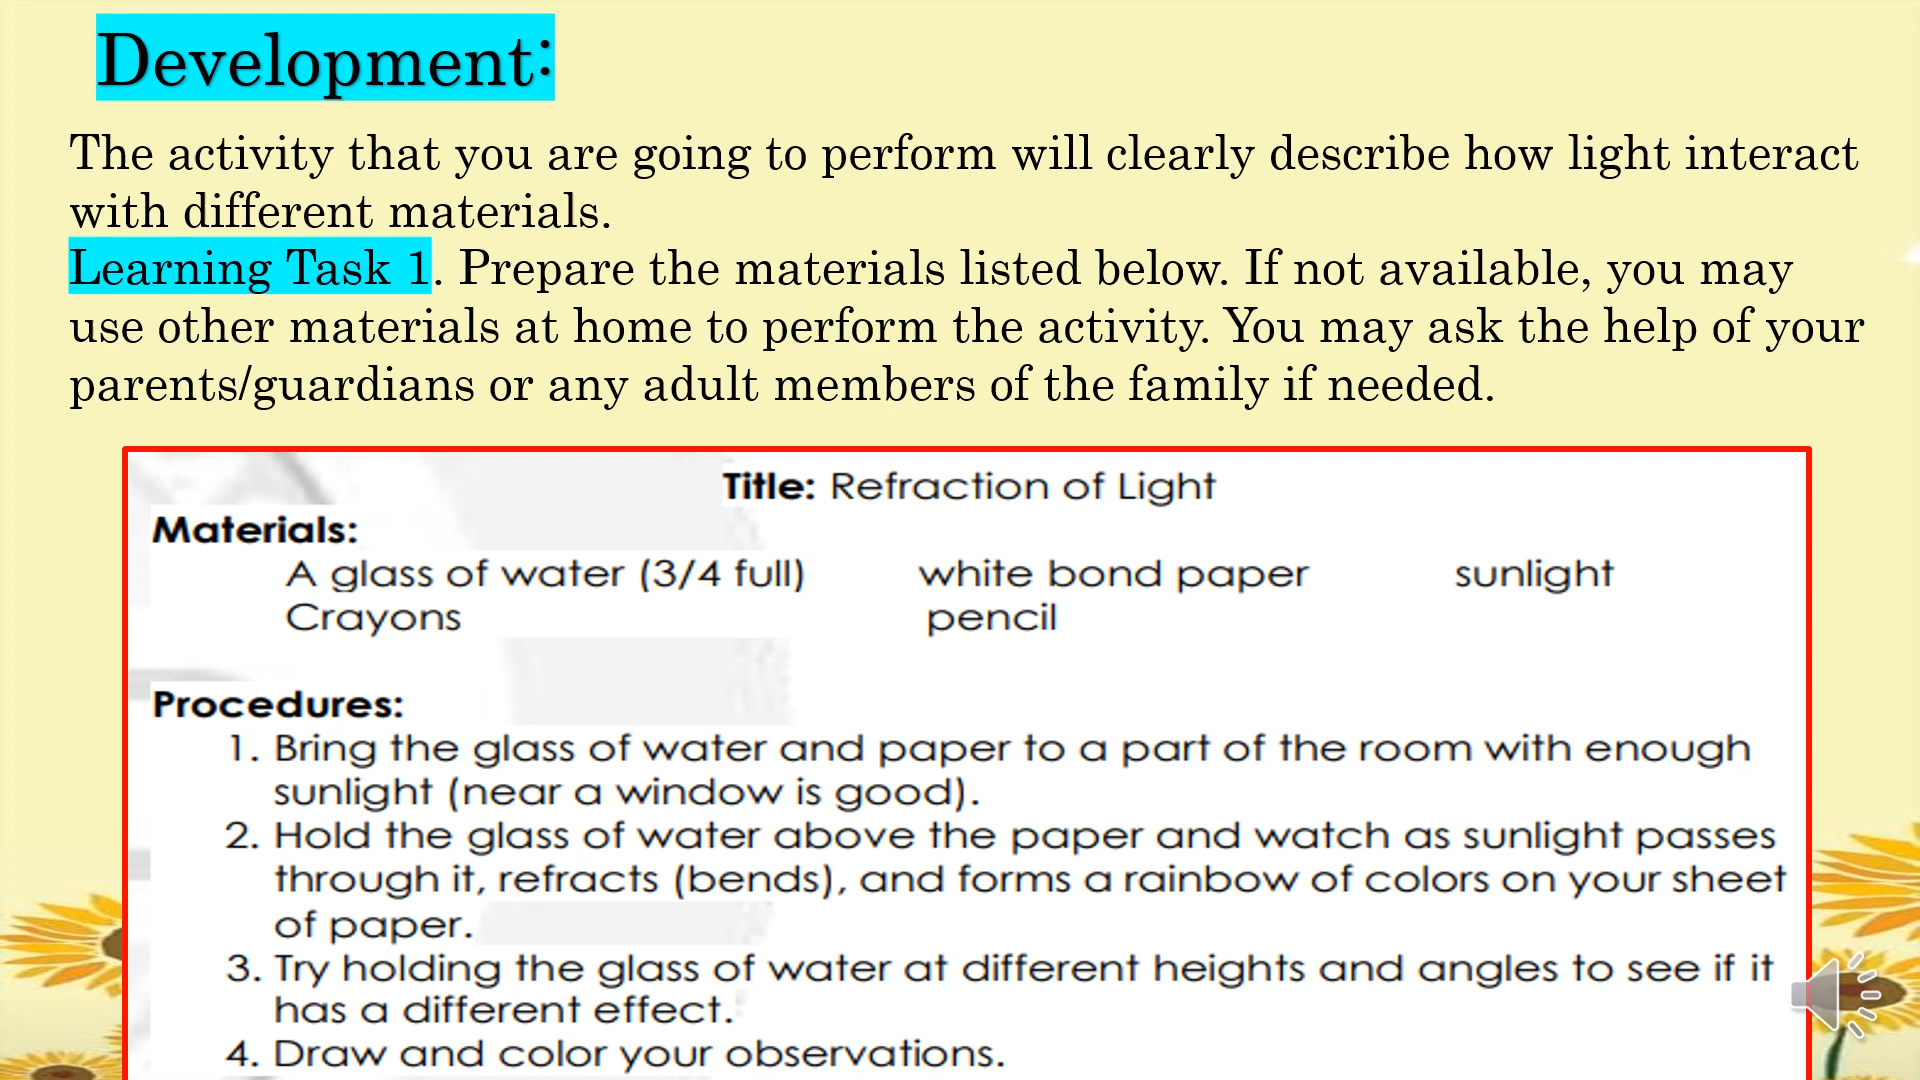 Development:
The activity that you are going to perform will clearly describe how light interact
with different materials.
Learning Task 1. Prepare the materials listed below. If not available, you may
use other materials at home to perform the activity. You may ask the help of your
parents/guardians or any adult members of the family if needed.
Title: Refraction of Light
Materials:
A glass of water (3/4 full) white bond paper sunlight
Crayons pencil
Procedures:
1. Bring the glass of water and paper to a part of the room with enough
sunlight (near a window is good).
2. Hold the glass of water above the paper and watch as sunlight passes
through it, refracts (bends), and forms a rainbow of colors on your sheet
of paper.
3. Try holding the glass of water at different heights and angles to see if it
has a different effect.
4. Draw and color your observations.